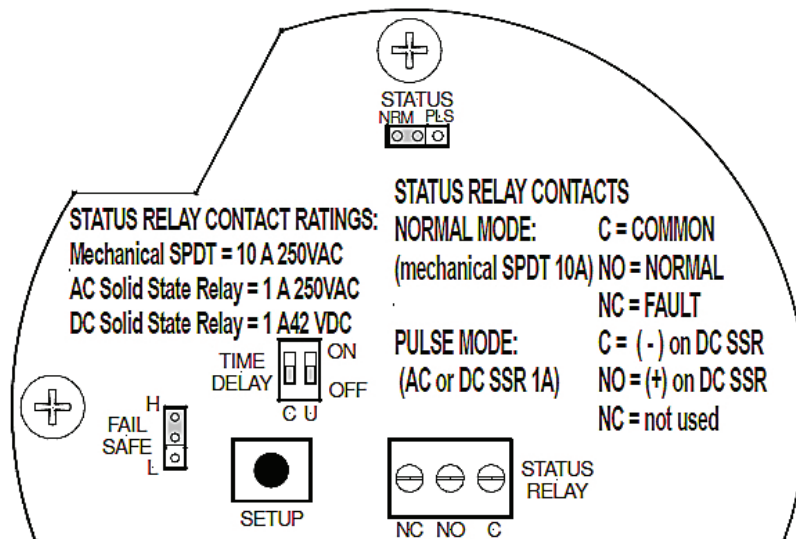 STATUS
NRM PLS
STATUS RELAY CONTACT RATINGS:
Mechanical SPDT = 10 A 250VAC
AC Solid State Relay = 1 A 250VAC
DC Solid State Relay = 1 A42 VDC
STATUS RELAY CONTACTS
NORMAL MODE: C = COMMON
(mechanical SPDT 10A) NO = NORMAL
NC = FAULT
PULSE MODE: C = ( - ) on DC SSR
(AC or DC SSR 1A) NO = (+) on DC SSR
NC = not used
TIME
DELAY
ON
OFF
C U
H
FAIL
SAFE
L
SETUP
STATUS
RELAY
NC NO C